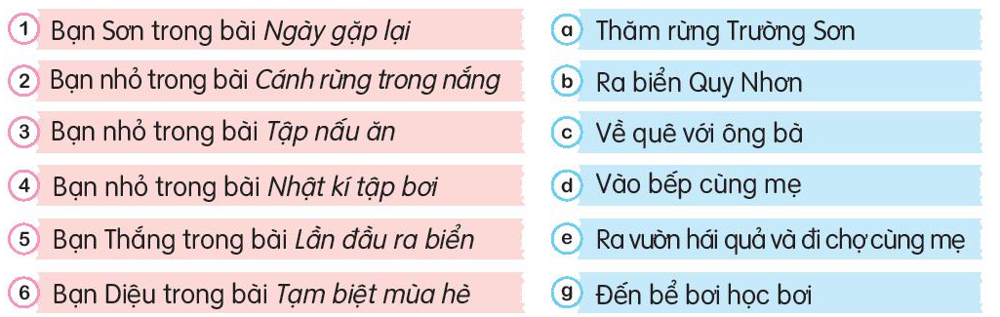 1 Bạn Sơn trong bài Ngày gặp lại
a Thăm rừng Trường Sơn
2 Bạn nhỏ trong bài Cánh rừng trong nắng
b Ra biển Quy Nhơn
3 Bạn nhỏ trong bài Tập nấu ăn
c Về quê với ông bà
4 Bạn nhỏ trong bài Nhật kí tập bơi
d Vào bếp cùng mẹ
5 Bạn Thắng trong bài Lần đầu ra biển
e Ra vườn hái quả và đi chợ cùng mẹ
6 Bạn Diệu trong bài Tạm biệt mùa hè
g Đến bể bơi học bơi